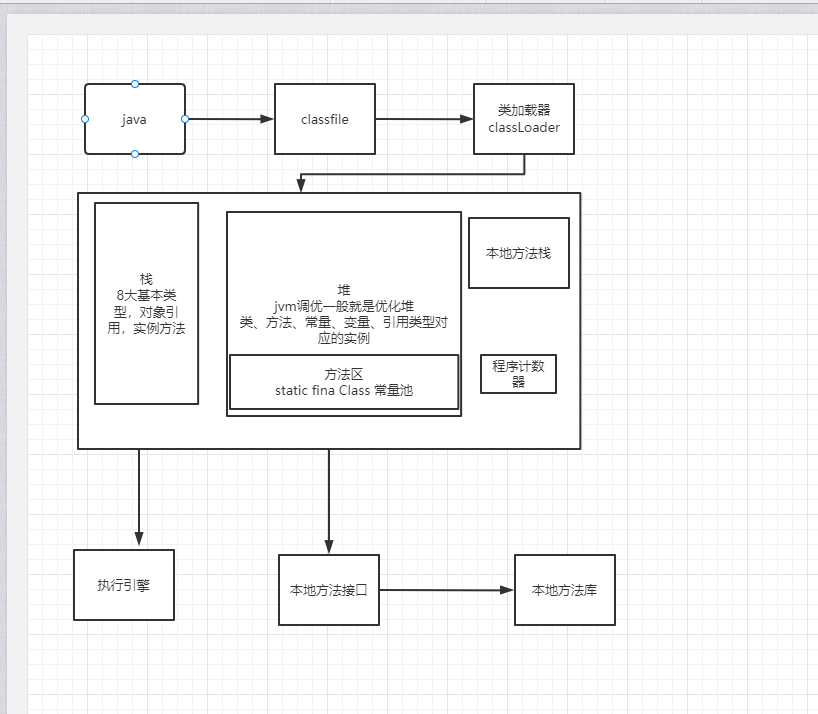 java
classfile
类加载器
classLoader
栈
8大基本类
型，对象引
用，实例方法
堆
jvm调优一般就是优化堆
类、方法、常量、变量、引用类型对
应的实例
方法区
static fina Class 常量池
本地方法栈
程序计数
器
执行引擎
本地方法接口
本地方法库